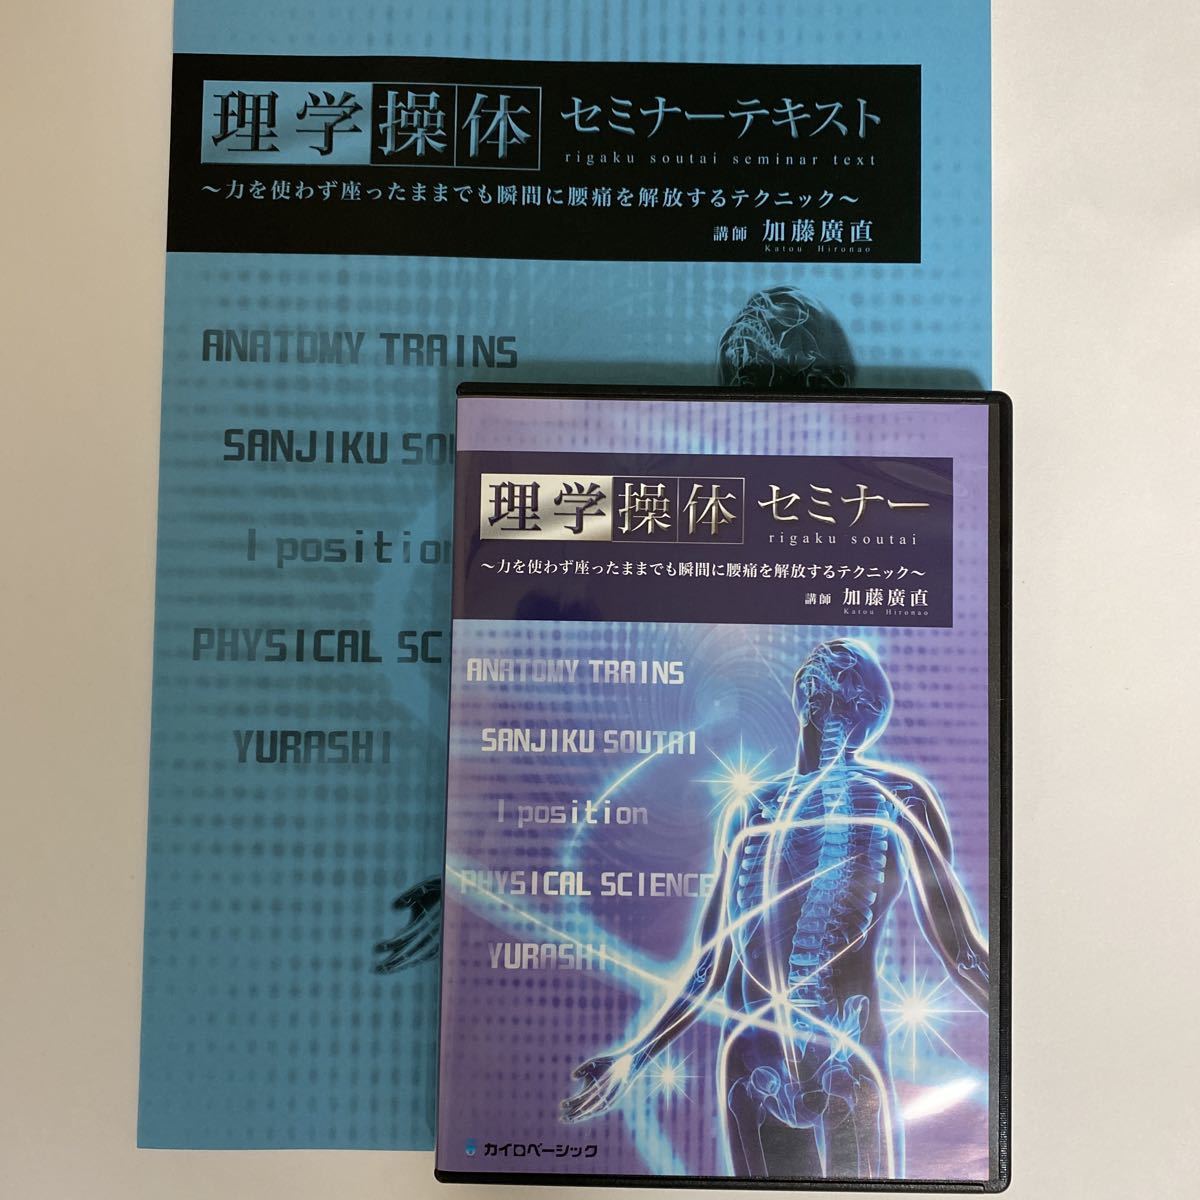 理学操体 セミナーテキスト
rigaku soutai seminar text
～力を使わず座ったままでも瞬間に腰痛を解放するテクニック～
講師 加藤廣直
Katou Hironao
ANATOMY TRAINS
SANJIKU SOU
I position
PHYSICAL SC
YURASHI
理学操体 セミナー
rigaku soutai
～力を使わず座ったままでも瞬間に腰痛を解放するテクニック～
講師 加藤廣直
Katou Hironao
ANATOMY TRAINS
SANJIKU SOUTAI
I position
PHYSICAL SCIENCE
YURASHI
カイロベーシック